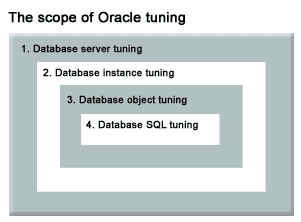 The scope of Oracle tuning
1. Database server tuning
2. Database instance tuning
3. Database object tuning
4. Database SQL tuning